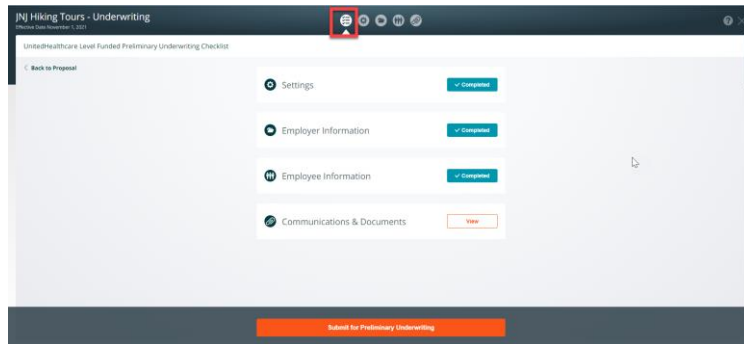 JNJ Hiking Tours - Underwriting
Effective Date November 1, 2021
UnitedHealthcare Level Funded Preliminary Underwriting Checklist
Back to Proposal
Settings
Completed
Employer Information
Completed
Employee Information
Completed
Communications & Documents
View
Submit for Preliminary Underwriting